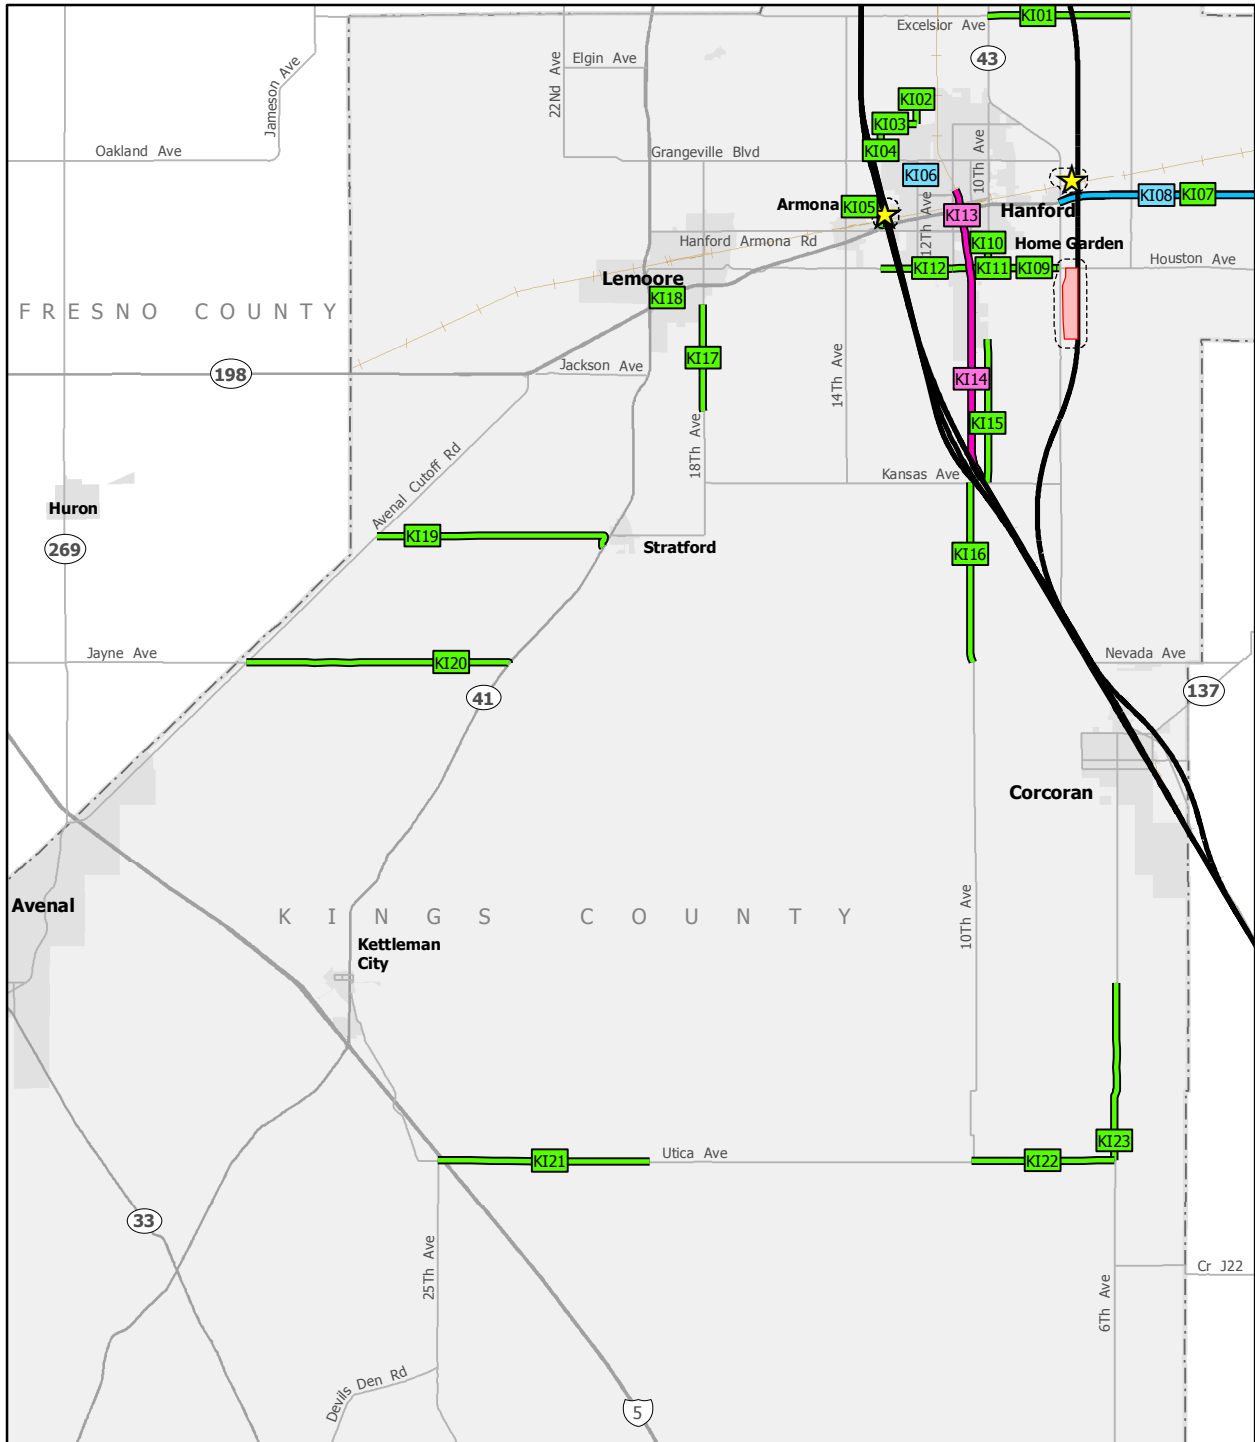 KI01
Excelsior Ave
43
Elgin Ave
22Nd Ave
Jameson Ave
KI02
KI03
KI04
10Th Ave
Oakland Ave
Grangeville Blvd
KI06
KI08
KI07
Armona
KI05
12Th Ave
KI13
Hanford
Hanford Armona Rd
KI10
Home Garden
Houston Ave
KI12
KI11
KI09
Lemoore
KI18
FRESNO COUNTY
KI17
Jackson Ave
198
14Th Ave
KI14
KI15
18Th Ave
Kansas Ave
Avenal Cutoff Rd
Huron
269
KI19
Stratford
KI16
Jayne Ave
KI20
41
Nevada Ave
137
Corcoran
Avenal
KINGS COUNTY
10Th Ave
Kettleman
City
KI23
KI21
Utica Ave
KI22
33
25Th Ave
Cr J22
6Th Ave
Devils Den Rd
5